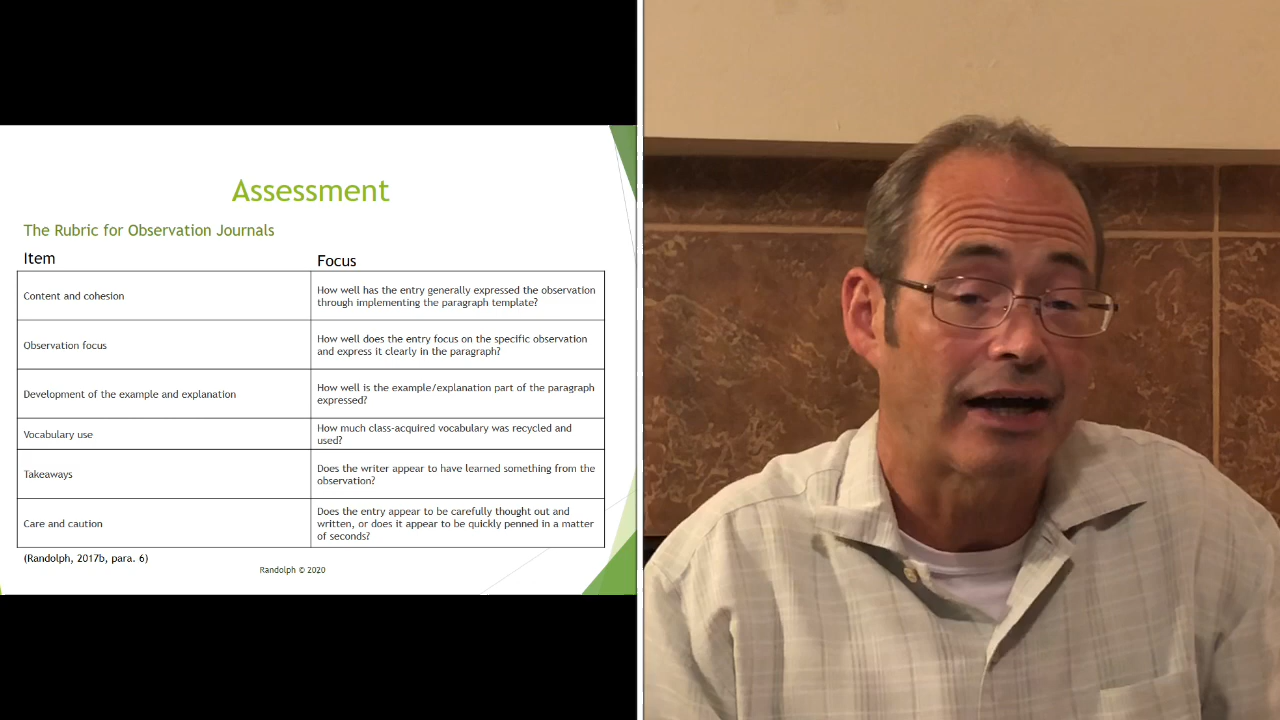 Assessment
The Rubric for Observation Journals
Item
Focus
Content and cohesion
How well has the entry generally expressed the observation
through implementing the paragraph template?
Observation focus
How well does the entry focus on the specific observation
and express it clearly in the paragraph?
Development of the example and explanation
How well is the example/explanation part of the paragraph
expressed?
Vocabulary use
How much class-acquired vocabulary was recycled and
used?
Takeaways
Does the writer appear to have learned something from the
observation?
Care and caution
Does the entry appear to be carefully thought out and
written, or does it appear to be quickly penned in a matter
of seconds?
(Randolph, 2017b, para. 6)
Randolph © 2020